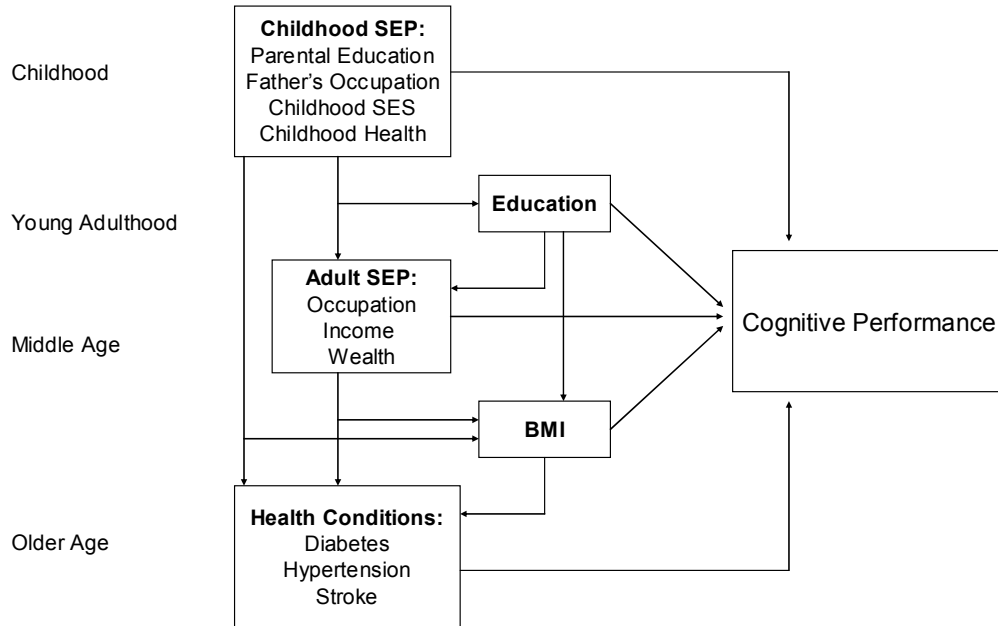 Childhood SEP:
Parental Education
Father's Occupation
Childhood SES
Childhood Health
Childhood
Education
Young Adulthood
Adult SEP:
Occupation
Income
Wealth
Cognitive Performance
Middle Age
BMI
Health Conditions:
Diabetes
Hypertension
Stroke
Older Age